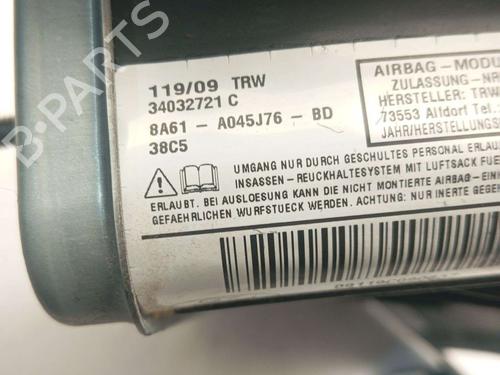 119/09 TRW
34032721 C
8A61 - A045J76 - BD
38C5
AIRBAG - MODU
ZULASSUNG - NR
HERSTELLER: TRW
73553 Alfdorf Tel.
JAHR/HERSTELLUNGS
UMGANG NUR DURCH GESCHULTES PERSONAL ERLAU
INSASSEN - REUCKHALTESYSTEM MIT LUFTSACK FUE
ERLAUBT. BEI AUSLOESUNG KANN DIE NICHT MONTIERTE AIRBAG - EIN
GEFAEHRLICHEN WURFSTUECK WERDEN. ACHTUNG: NUR INERTE GEGEN
B-PARTS